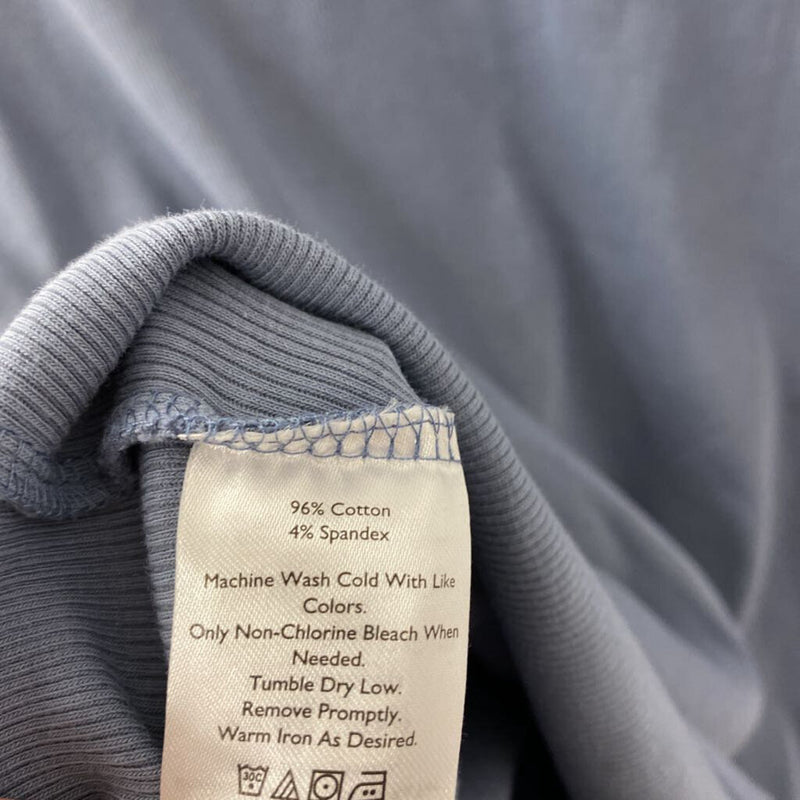 96% Cotton
4% Spandex
Machine Wash Cold With Like
Colors.
Only Non-Chlorine Bleach When
Needed.
Tumble Dry Low.
Remove Promptly.
Warm Iron As Desired.
30C